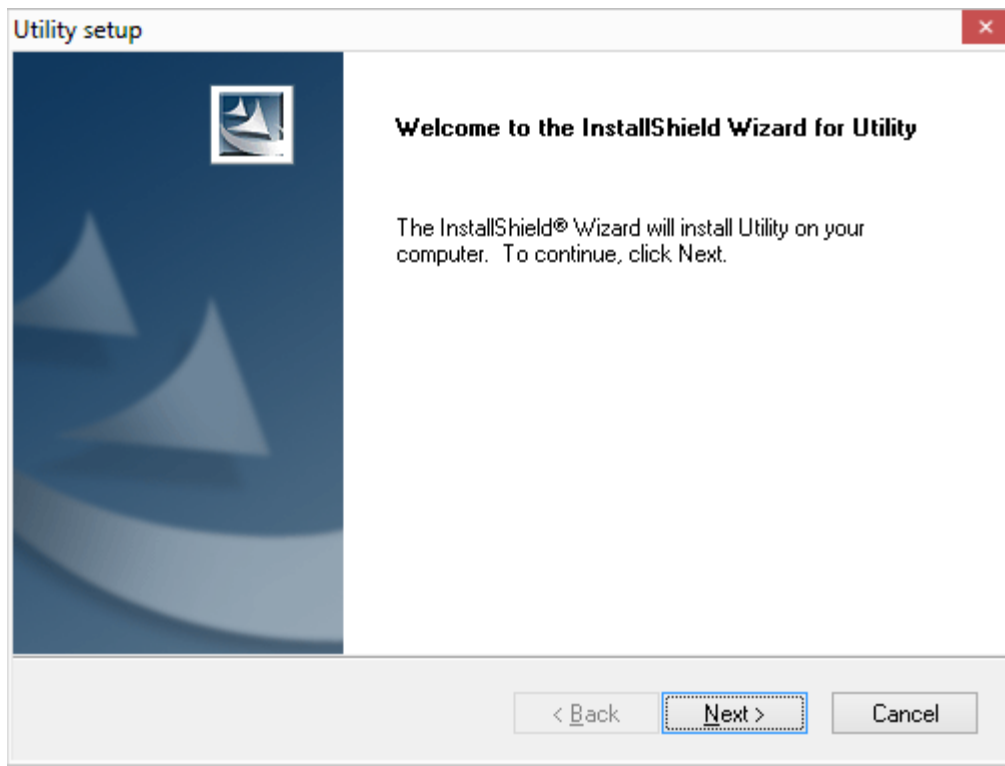 Utility setup
Welcome to the InstallShield Wizard for Utility
The InstallShield® Wizard will install Utility on your
computer.  To continue, click Next.
< Back
Next >
Cancel